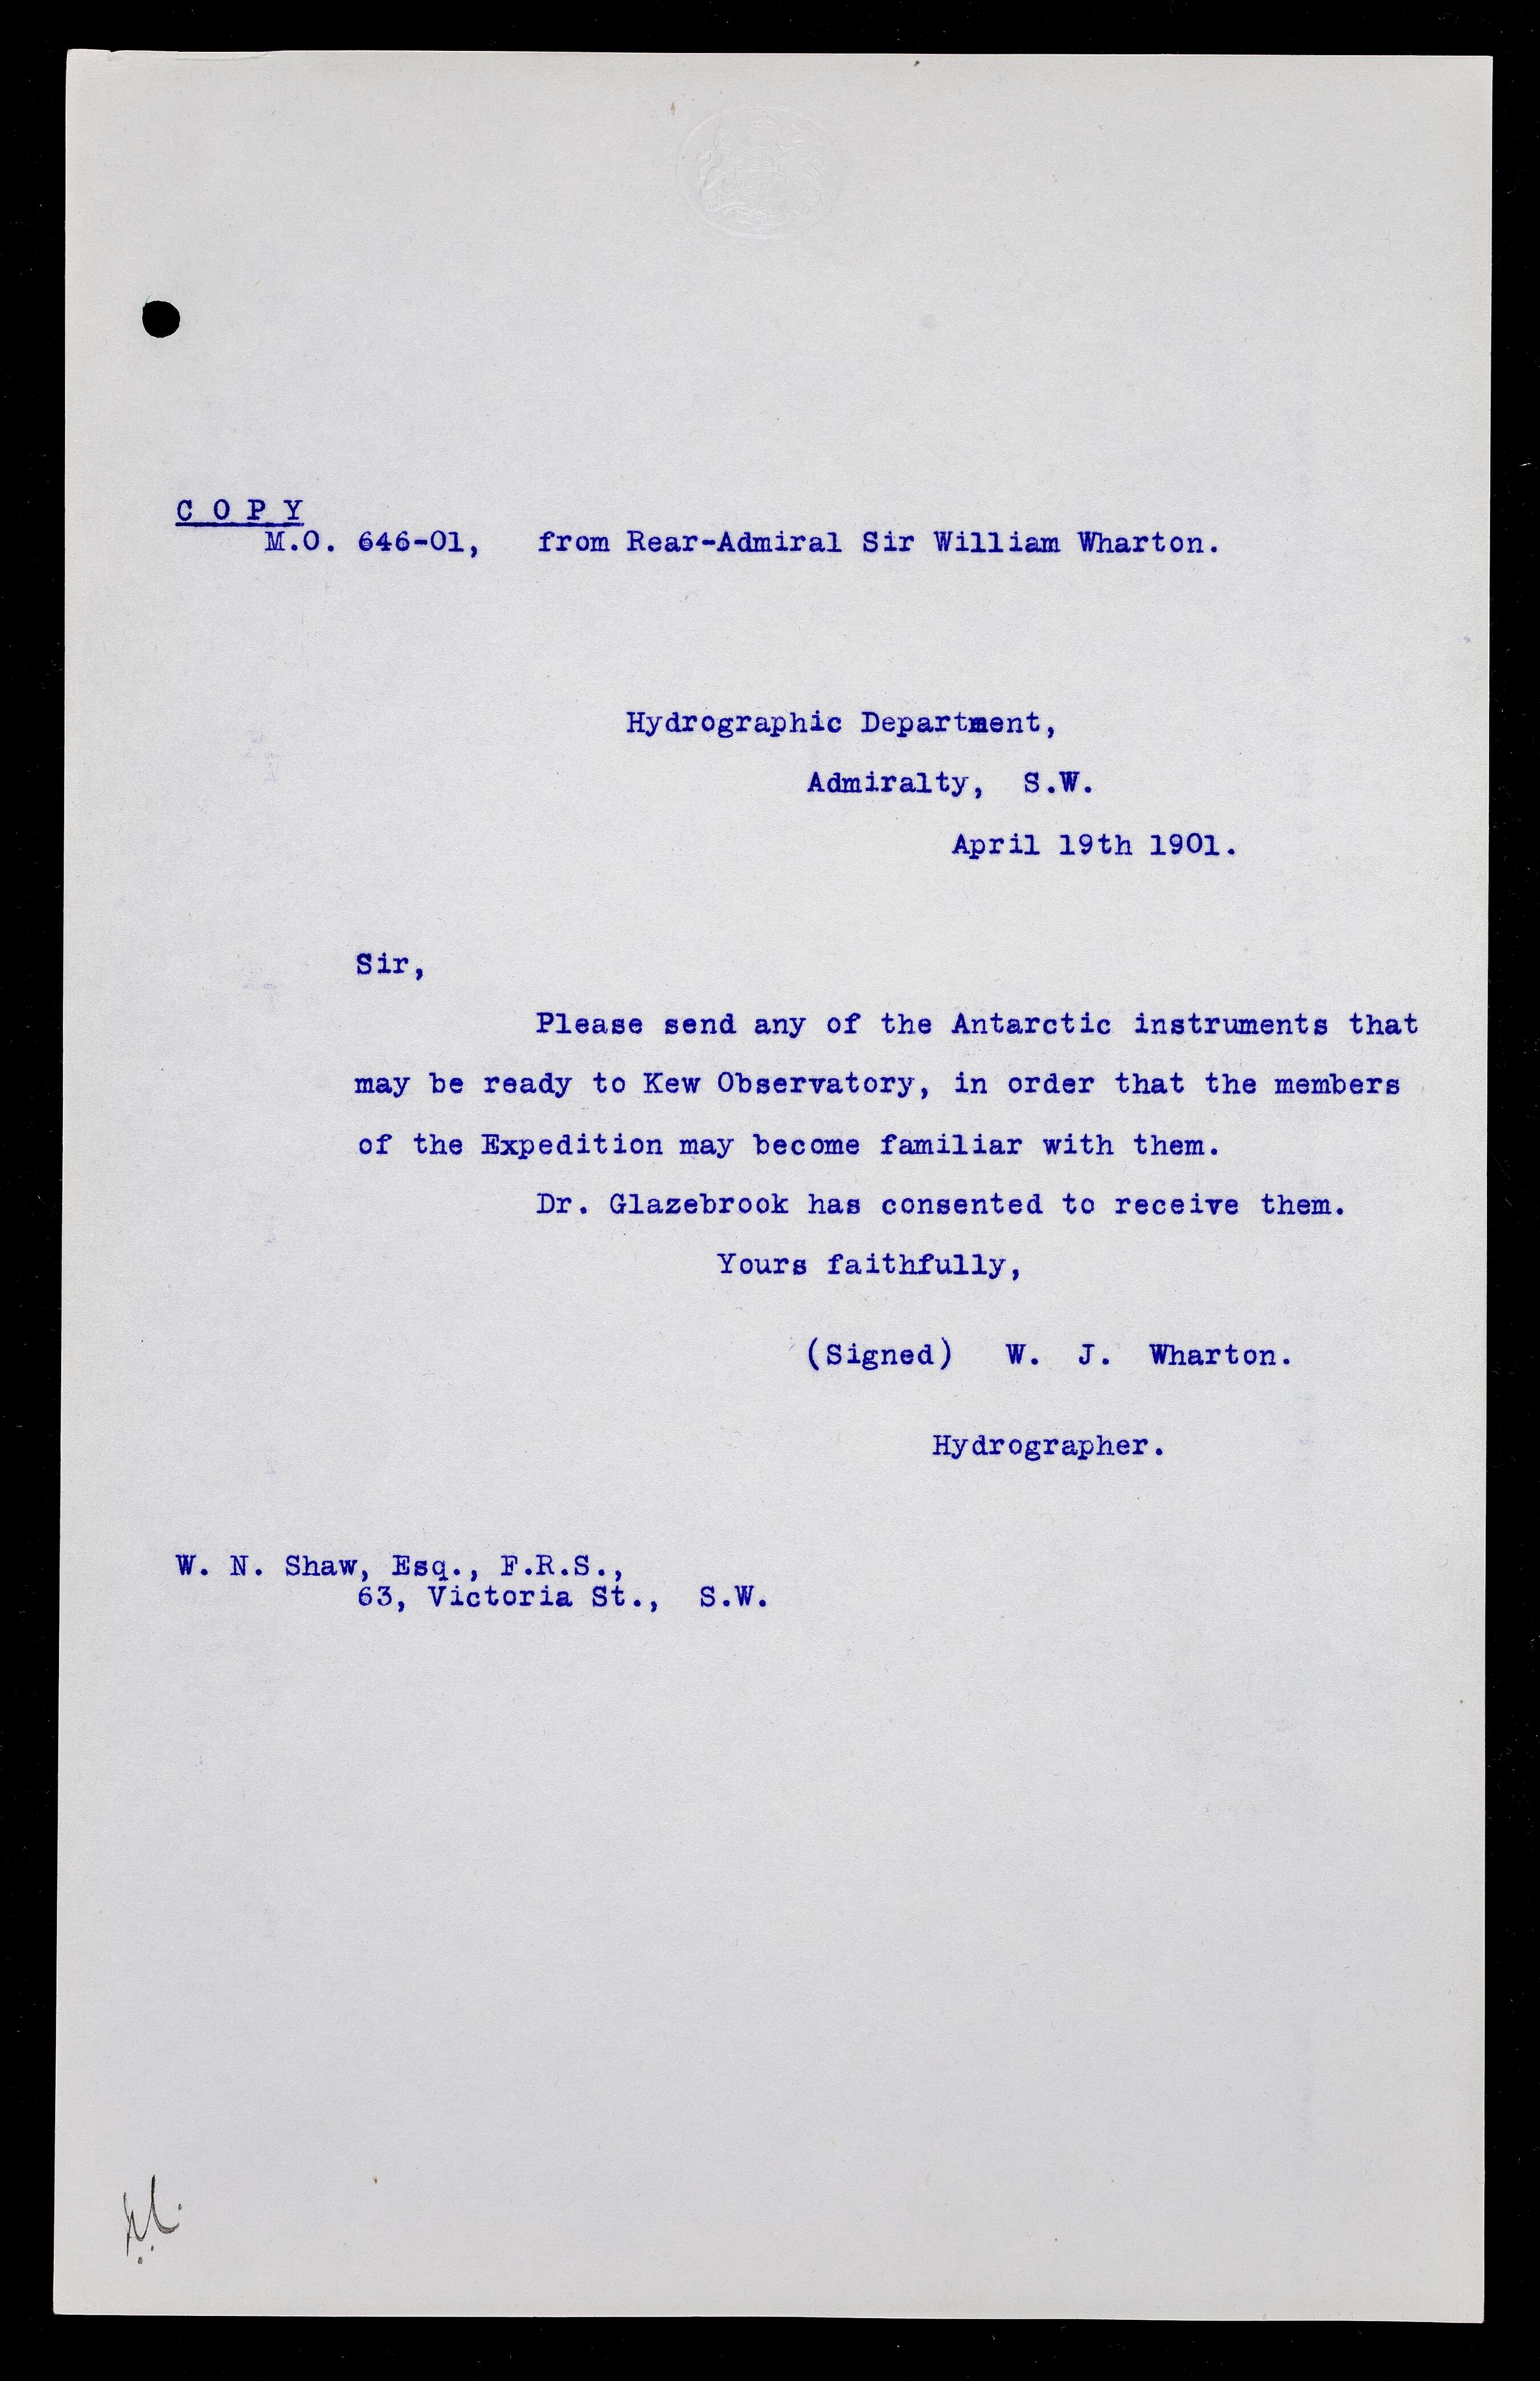 C O P Y
M.O. 646-01, from Rear-Admiral Sir William Wharton.
Hydrographic Department,
Admiralty, S.W.
April 19th 1901.
Sir,
Please send any of the Antarctic instruments that
may be ready to Kew Observatory, in order that the members
of the Expedition may become familiar with them.
Dr. Glazebrook has consented to receive them.
Yours faithfully,
(Signed) W. J. Wharton.
Hydrographer.
W. N. Shaw, Esq., F.R.S.,
63, Victoria St., S.W.